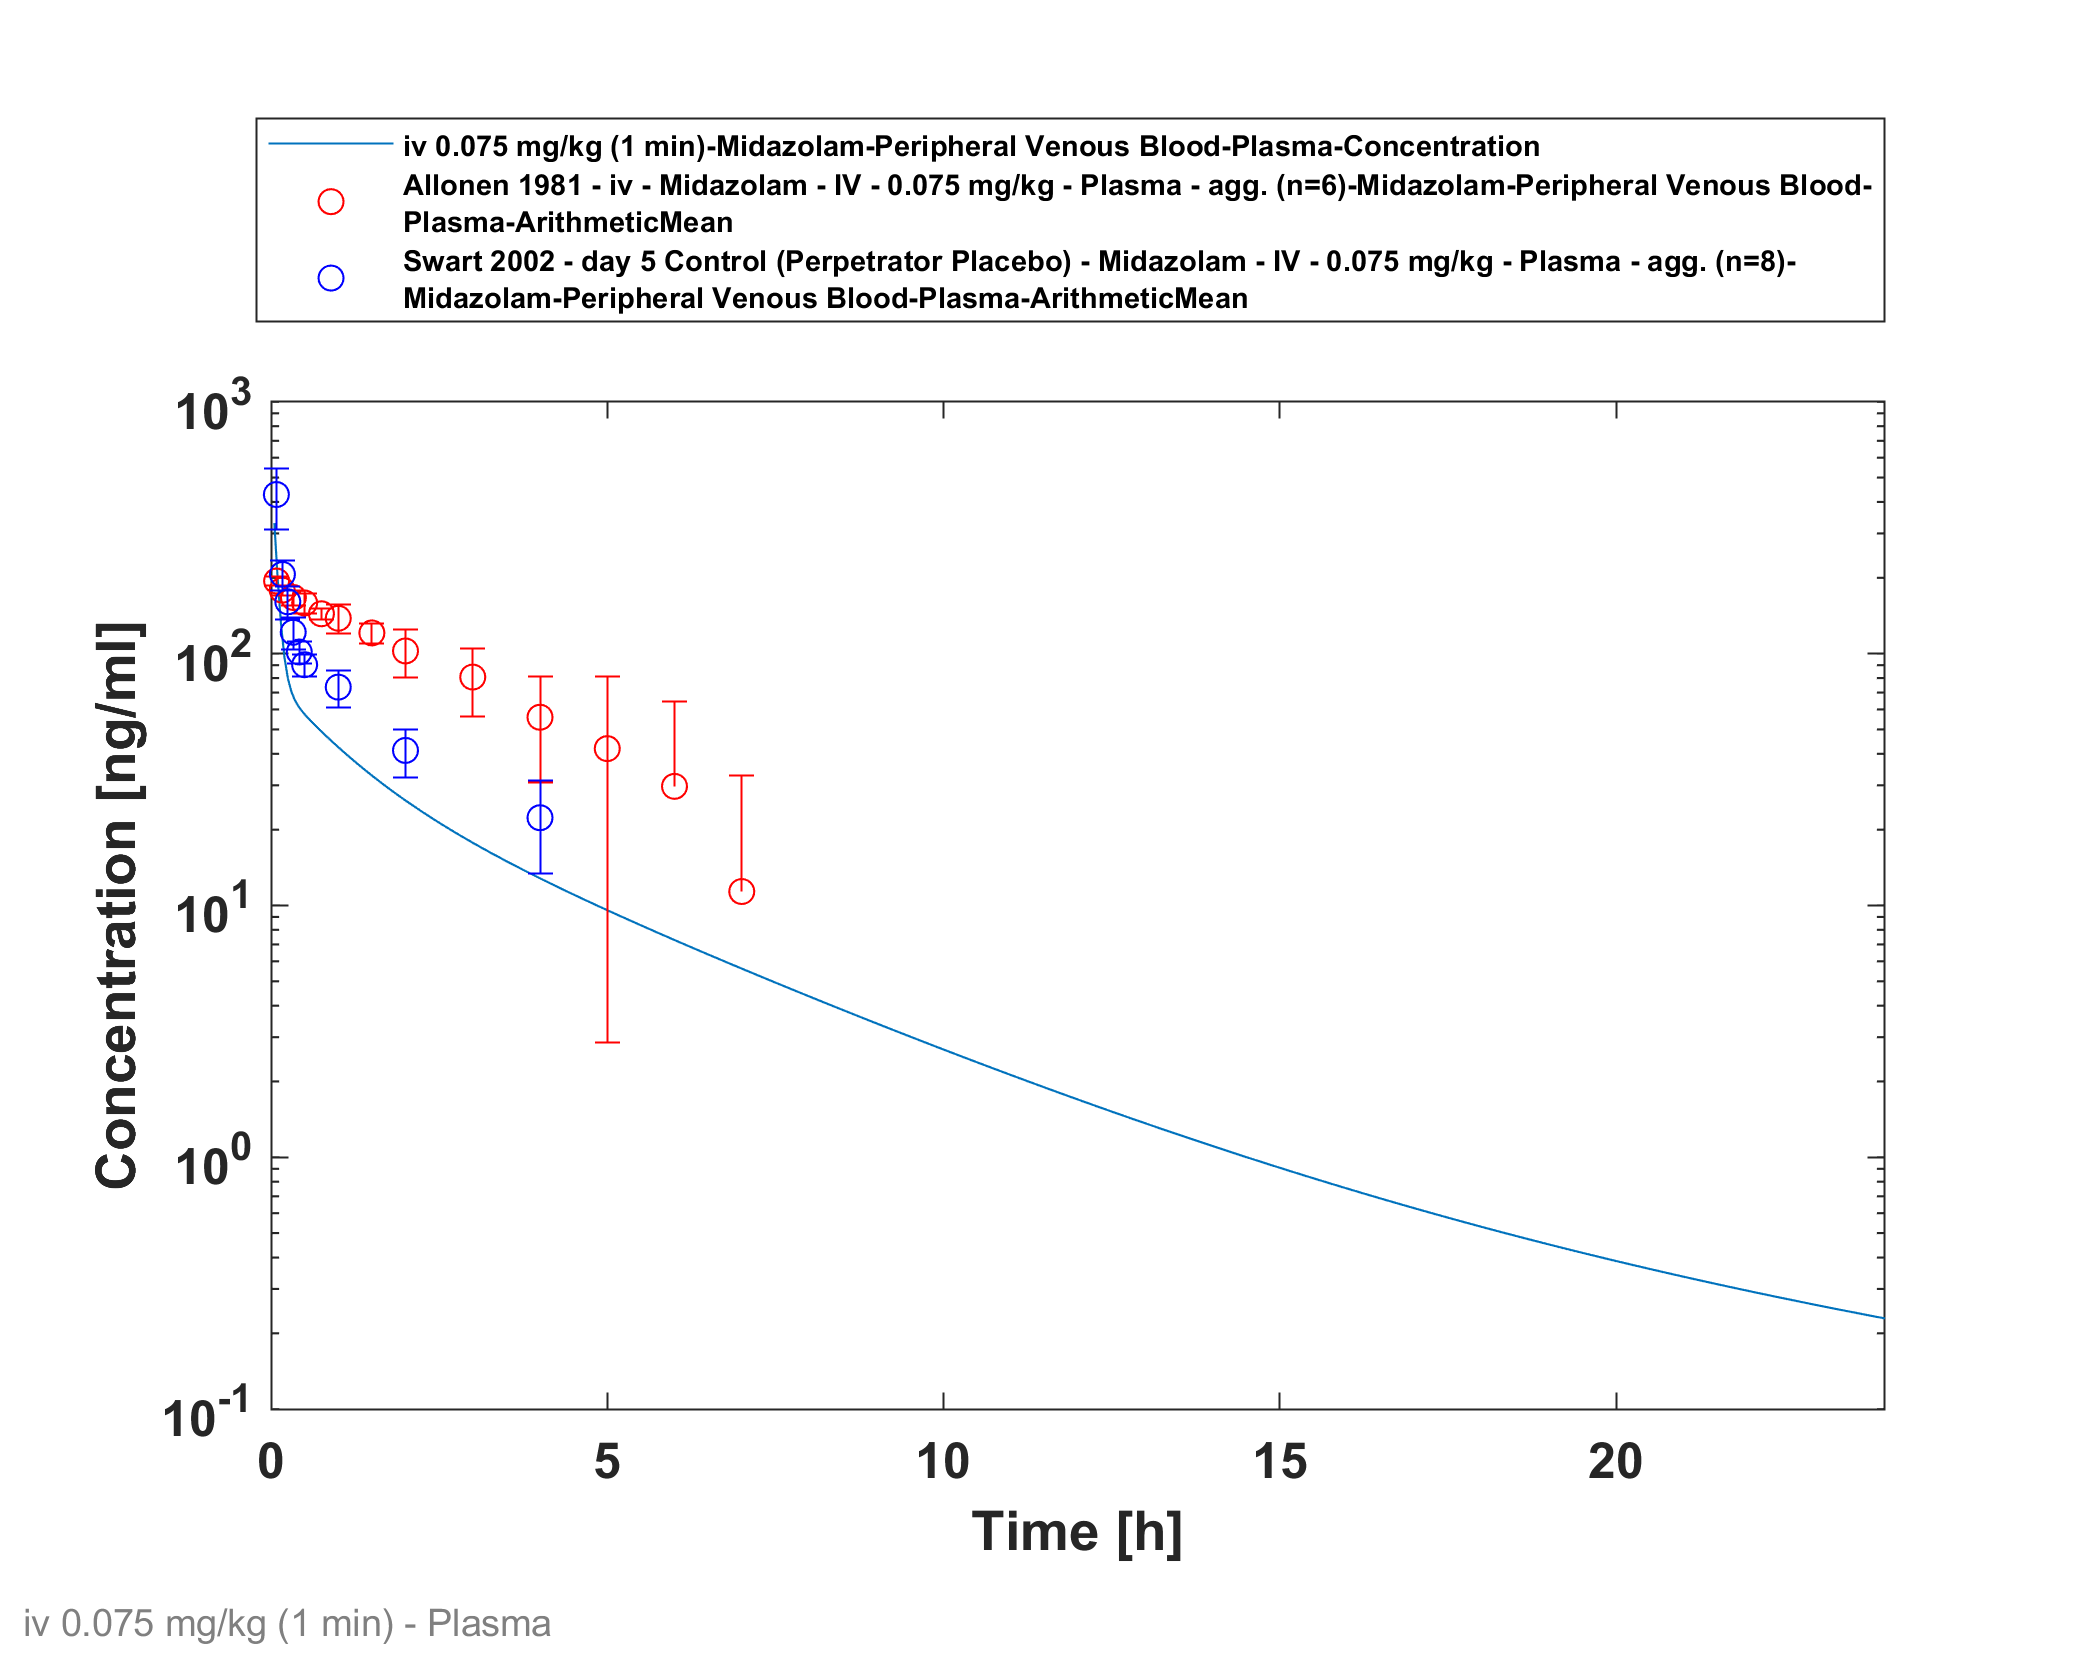 iv 0.075 mg/kg (1 min)-Midazolam-Peripheral Venous Blood-Plasma-Concentration
Allonen 1981 - iv - Midazolam - IV - 0.075 mg/kg - Plasma - agg. (n=6)-Midazolam-Peripheral Venous Blood-
Plasma-ArithmeticMean
Swart 2002 - day 5 Control (Perpetrator Placebo) - Midazolam - IV - 0.075 mg/kg - Plasma - agg. (n=8)-
Midazolam-Peripheral Venous Blood-Plasma-ArithmeticMean
10^3
10^2
10^1
10^0
10^-1
Concentration [ng/ml]
0 5 10 15 20
Time [h]
iv 0.075 mg/kg (1 min) - Plasma